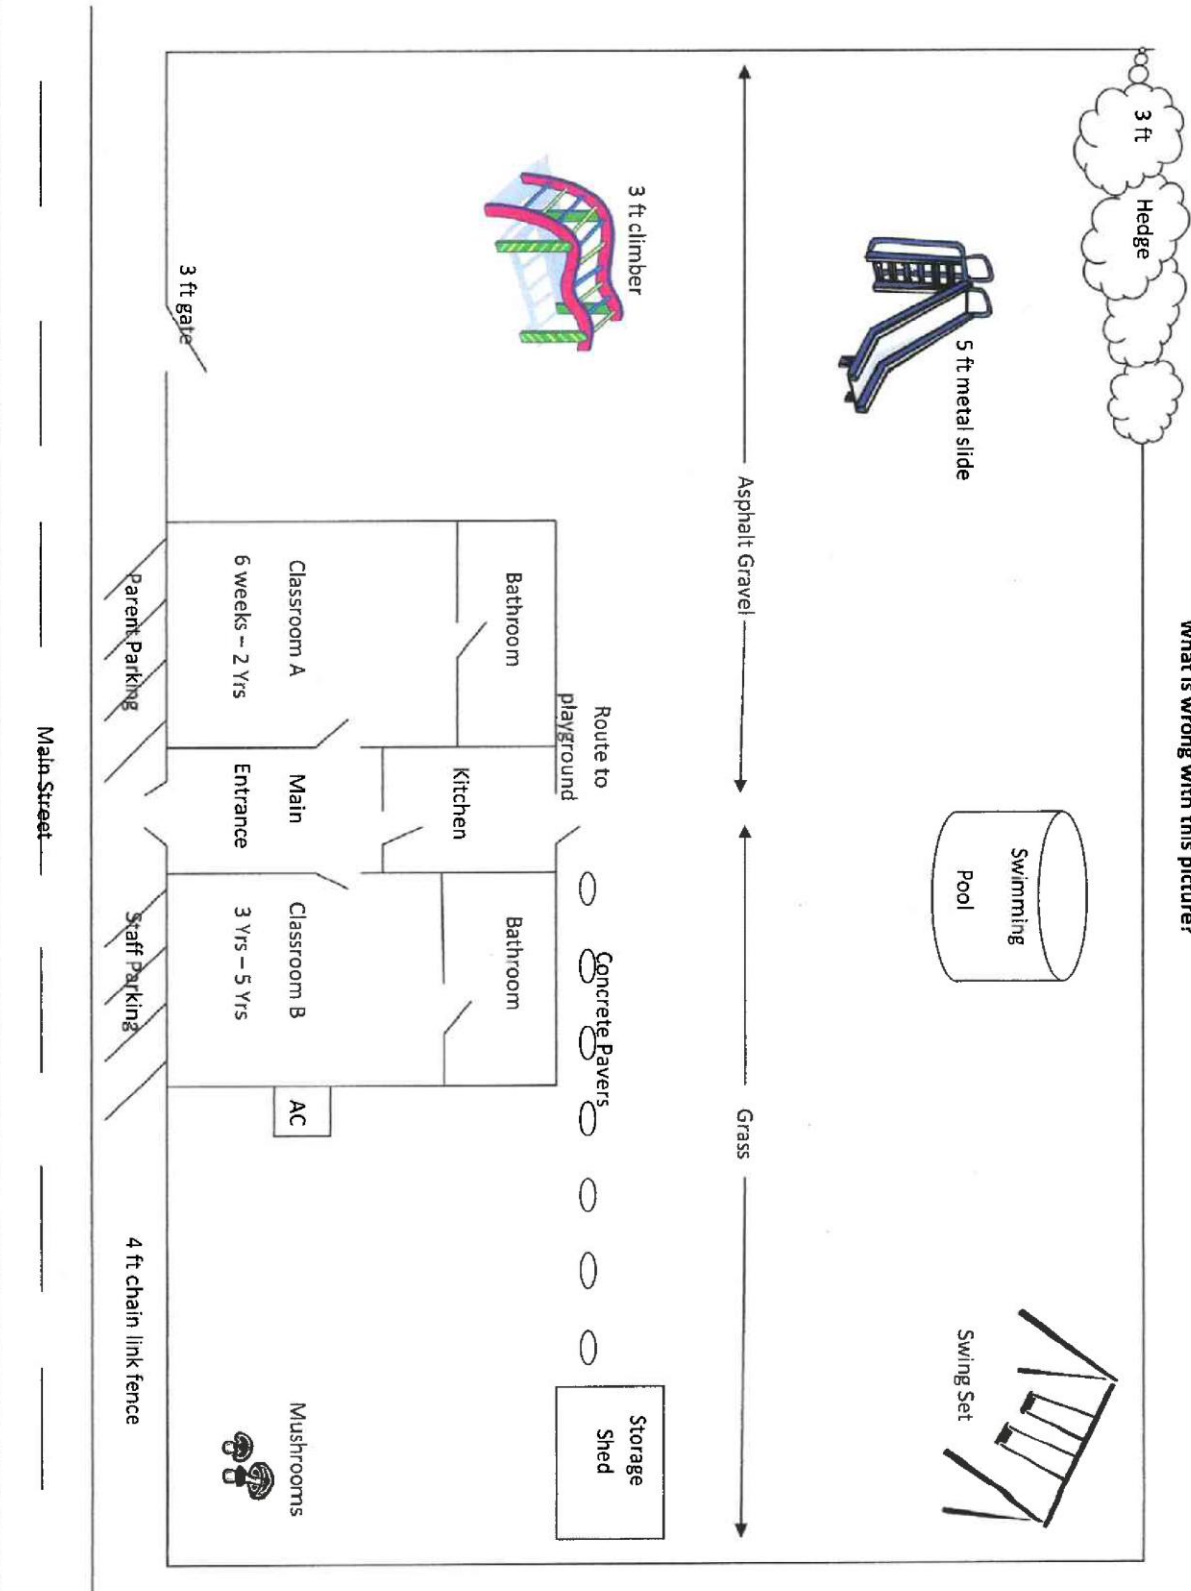 What is wrong with this picture?
3 ft
Hedge
5 ft metal slide
Swimming
Pool
Swing Set
Asphalt Gravel
Grass
3 ft climber
Route to
playground
Concrete Pavers
Storage
Shed
Bathroom
Kitchen
Bathroom
Classroom A
6 weeks – 2 Yrs
Main
Entrance
Classroom B
3 Yrs – 5 Yrs
AC
Mushrooms
3 ft gate
Parent Parking
Staff Parking
4 ft chain link fence
Main Street